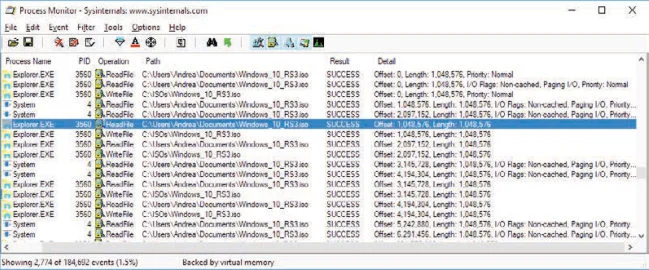 Process Monitor - Sysinternals: www.sysinternals.com
File Edit Event Filter Tools Options Help
Process Name PID Operation Path Result Detail
Explorer.EXE 3560 ReadFile C:\Users\Andrea\Documents\Windows_10_RS3.iso SUCCESS Offset: 0, Length: 1,048,576, Priority: Normal
Explorer.EXE 3560 ReadFile C:\Users\Andrea\Documents\Windows_10_RS3.iso SUCCESS Offset: 0, Length: 1,048,576, I/O Flags: Non-cached, Paging I/O, Priority: Normal
Explorer.EXE 3560 WriteFile C:\ISOs\Windows_10_RS3.iso SUCCESS Offset: 0, Length: 1,048,576, Priority: Normal
System 4 ReadFile C:\Users\Andrea\Documents\Windows_10_RS3.iso SUCCESS Offset: 1,048,576, Length: 1,048,576, I/O Flags: Non-cached, Paging I/O, Priority...
System 4 ReadFile C:\Users\Andrea\Documents\Windows_10_RS3.iso SUCCESS Offset: 2,097,152, Length: 1,048,576, I/O Flags: Non-cached, Paging I/O, Priority...
Explorer.EXE 3560 ReadFile C:\Users\Andrea\Documents\Windows_10_RS3.iso SUCCESS Offset: 1,048,576, Length: 1,048,576
Explorer.EXE 3560 WriteFile C:\ISOs\Windows_10_RS3.iso SUCCESS Offset: 1,048,576, Length: 1,048,576
Explorer.EXE 3560 ReadFile C:\Users\Andrea\Documents\Windows_10_RS3.iso SUCCESS Offset: 2,097,152, Length: 1,048,576
Explorer.EXE 3560 WriteFile C:\ISOs\Windows_10_RS3.iso SUCCESS Offset: 2,097,152, Length: 1,048,576
System 4 ReadFile C:\Users\Andrea\Documents\Windows_10_RS3.iso SUCCESS Offset: 3,145,728, Length: 1,048,576, I/O Flags: Non-cached, Paging I/O, Priority...
System 4 ReadFile C:\Users\Andrea\Documents\Windows_10_RS3.iso SUCCESS Offset: 4,194,304, Length: 1,048,576, I/O Flags: Non-cached, Paging I/O, Priority...
Explorer.EXE 3560 ReadFile C:\Users\Andrea\Documents\Windows_10_RS3.iso SUCCESS Offset: 3,145,728, Length: 1,048,576
Explorer.EXE 3560 WriteFile C:\ISOs\Windows_10_RS3.iso SUCCESS Offset: 3,145,728, Length: 1,048,576
Explorer.EXE 3560 ReadFile C:\Users\Andrea\Documents\Windows_10_RS3.iso SUCCESS Offset: 4,194,304, Length: 1,048,576
Explorer.EXE 3560 WriteFile C:\ISOs\Windows_10_RS3.iso SUCCESS Offset: 4,194,304, Length: 1,048,576
System 4 ReadFile C:\Users\Andrea\Documents\Windows_10_RS3.iso SUCCESS Offset: 5,242,880, Length: 1,048,576, I/O Flags: Non-cached, Paging I/O, Priority...
System 4 ReadFile C:\Users\Andrea\Documents\Windows_10_RS3.iso SUCCESS Offset: 6,291,456, Length: 1,048,576, I/O Flags: Non-cached, Paging I/O, Priority...
Showing 2,774 of 184,692 events (1.5%) Backed by virtual memory